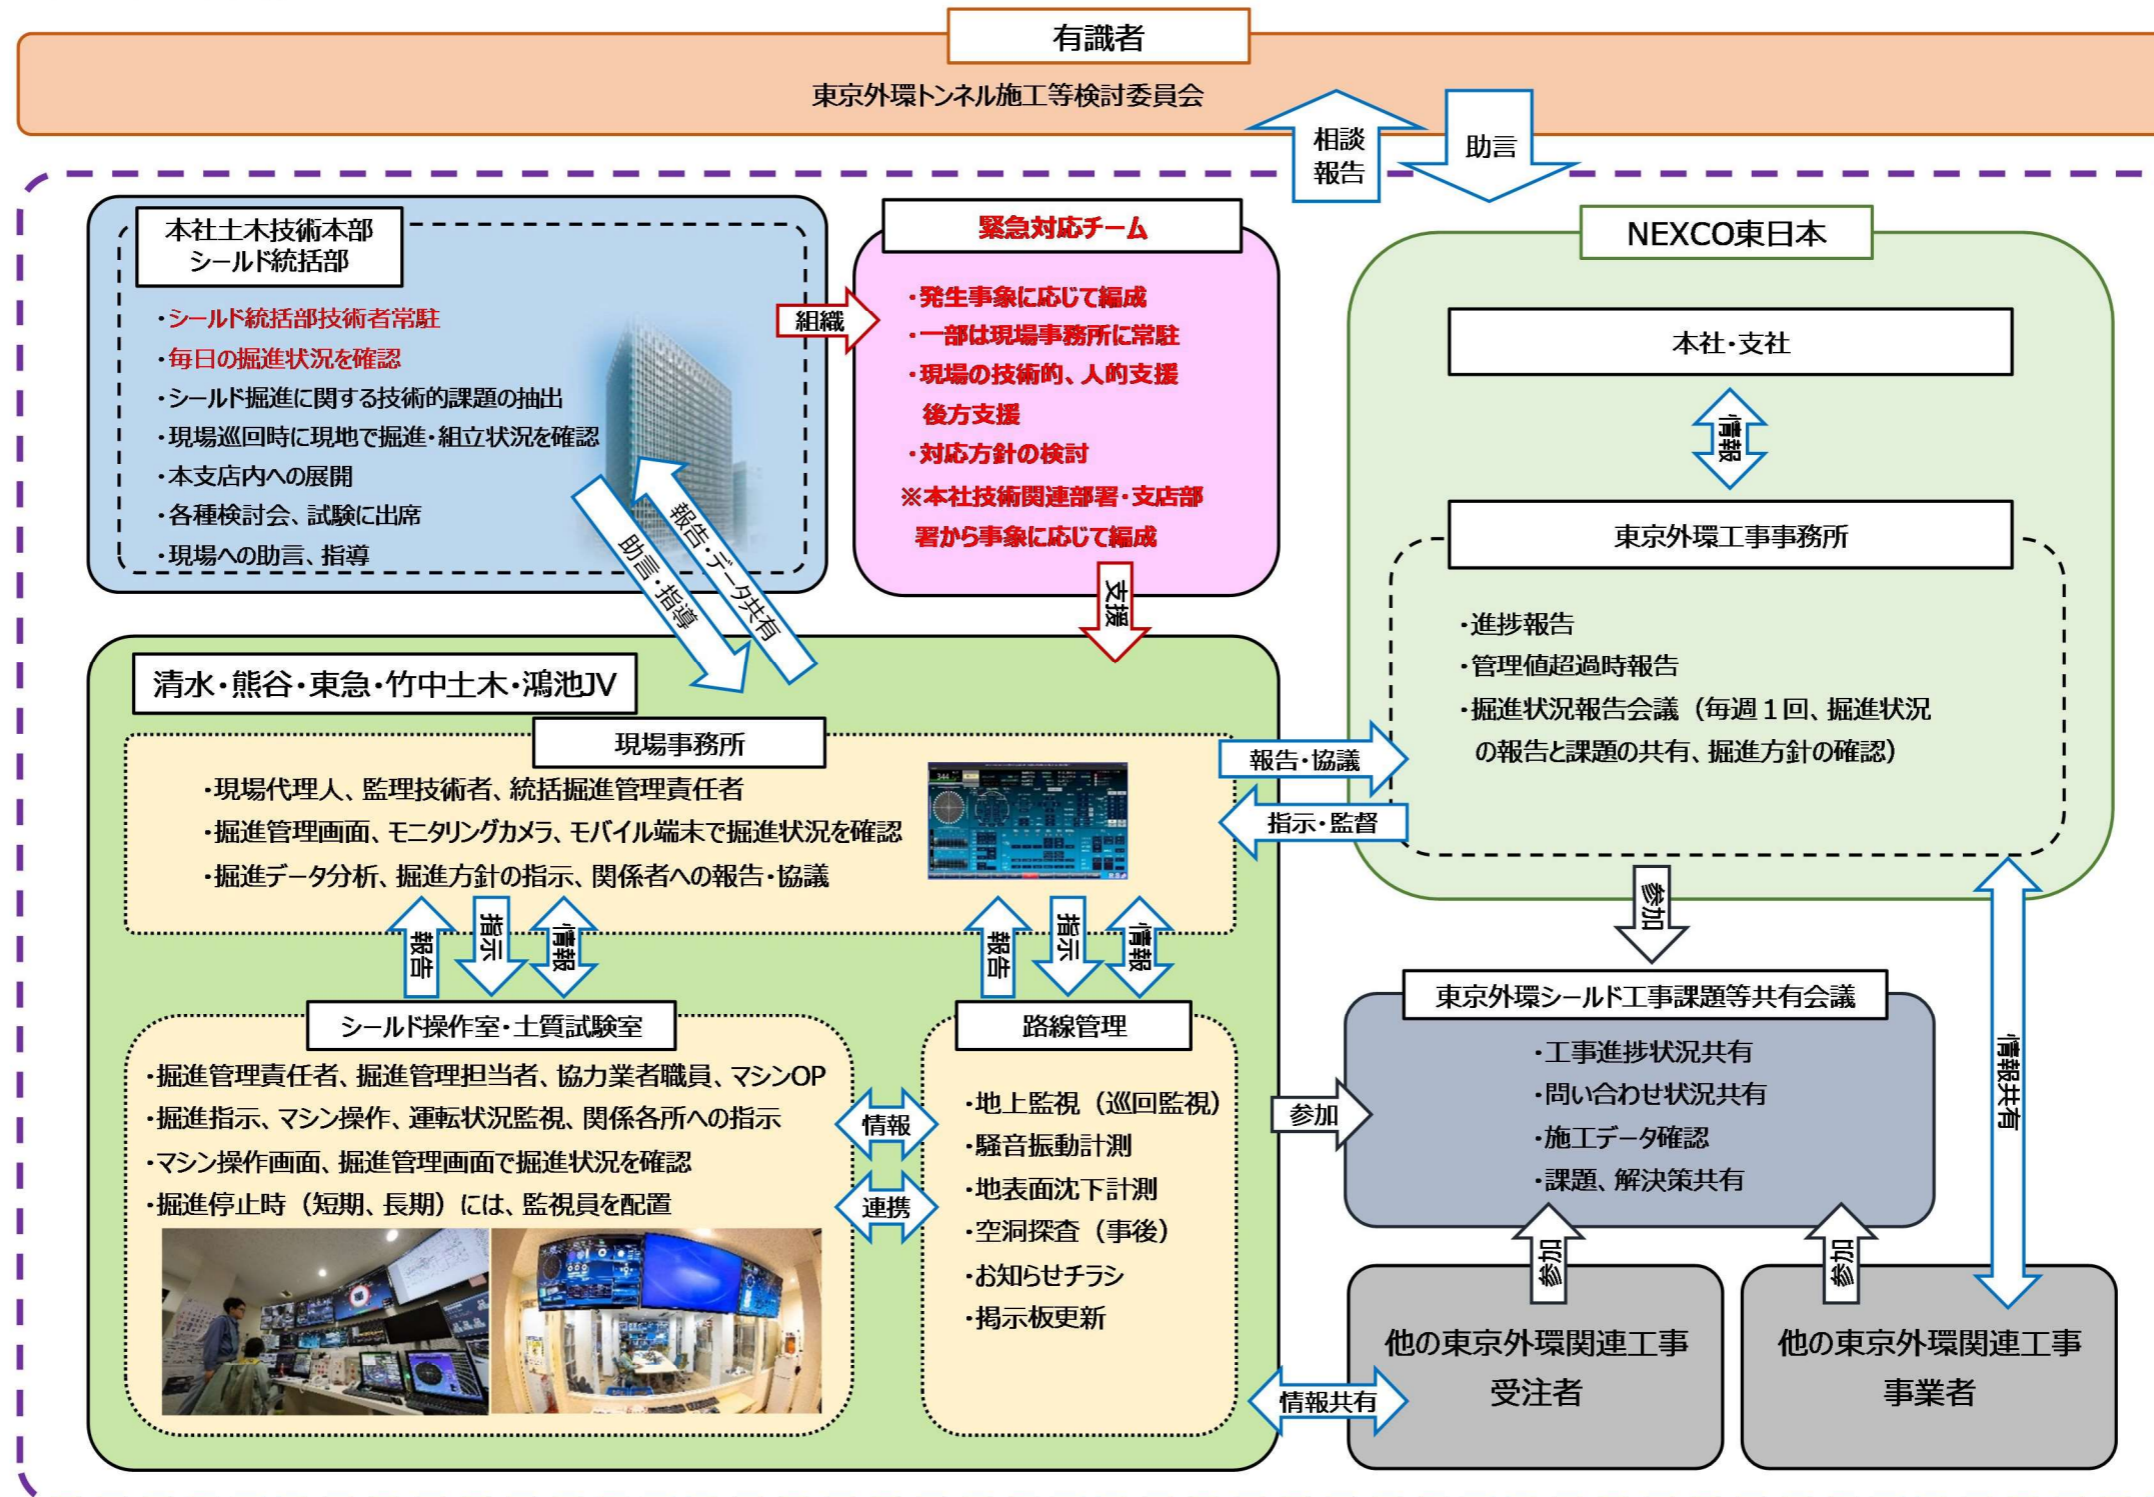 有識者
東京外環トンネル施工等検討委員会
相談
報告
助言
本社土木技術本部
シールド統括部
・シールド統括部技術者常駐
・毎日の掘進状況を確認
・シールド掘進に関する技術的課題の抽出
・現場巡回時に現地で掘進・組立状況を確認
・本支店内への展開
・各種検討会、試験に出席
・現場への助言、指導
組織
緊急対応チーム
・発生事象に応じて編成
・一部は現場事務所に常駐
・現場の技術的、人的支援
後方支援
・対応方針の検討
※本社技術関連部署・支店部
署から事象に応じて編成
支援
助言・指導
報告・データ共有
NEXCO東日本
本社・支社
情報
東京外環工事事務所
・進捗報告
・管理値超過時報告
・掘進状況報告会議（毎週１回、掘進状況
の報告と課題の共有、掘進方針の確認）
清水・熊谷・東急・竹中土木・鴻池JV
現場事務所
・現場代理人、監理技術者、統括掘進管理責任者
・掘進管理画面、モニタリングカメラ、モバイル端末で掘進状況を確認
・掘進データ分析、掘進方針の指示、関係者への報告・協議
344
報告・協議
指示・監督
報告
指示
情報
報告
指示
情報
シールド操作室・土質試験室
・掘進管理責任者、掘進管理担当者、協力業者職員、マシンOP
・掘進指示、マシン操作、運転状況監視、関係各所への指示
・マシン操作画面、掘進管理画面で掘進状況を確認
・掘進停止時（短期、長期）には、監視員を配置
情報
連携
路線管理
・地上監視（巡回監視）
・騒音振動計測
・地表面沈下計測
・空洞探査（事後）
・お知らせチラシ
・掲示板更新
参加
参加
東京外環シールド工事課題等共有会議
・工事進捗状況共有
・問い合わせ状況共有
・施工データ確認
・課題、解決策共有
情報共有
参加
参加
情報共有
他の東京外環関連工事
受注者
他の東京外環関連工事
事業者